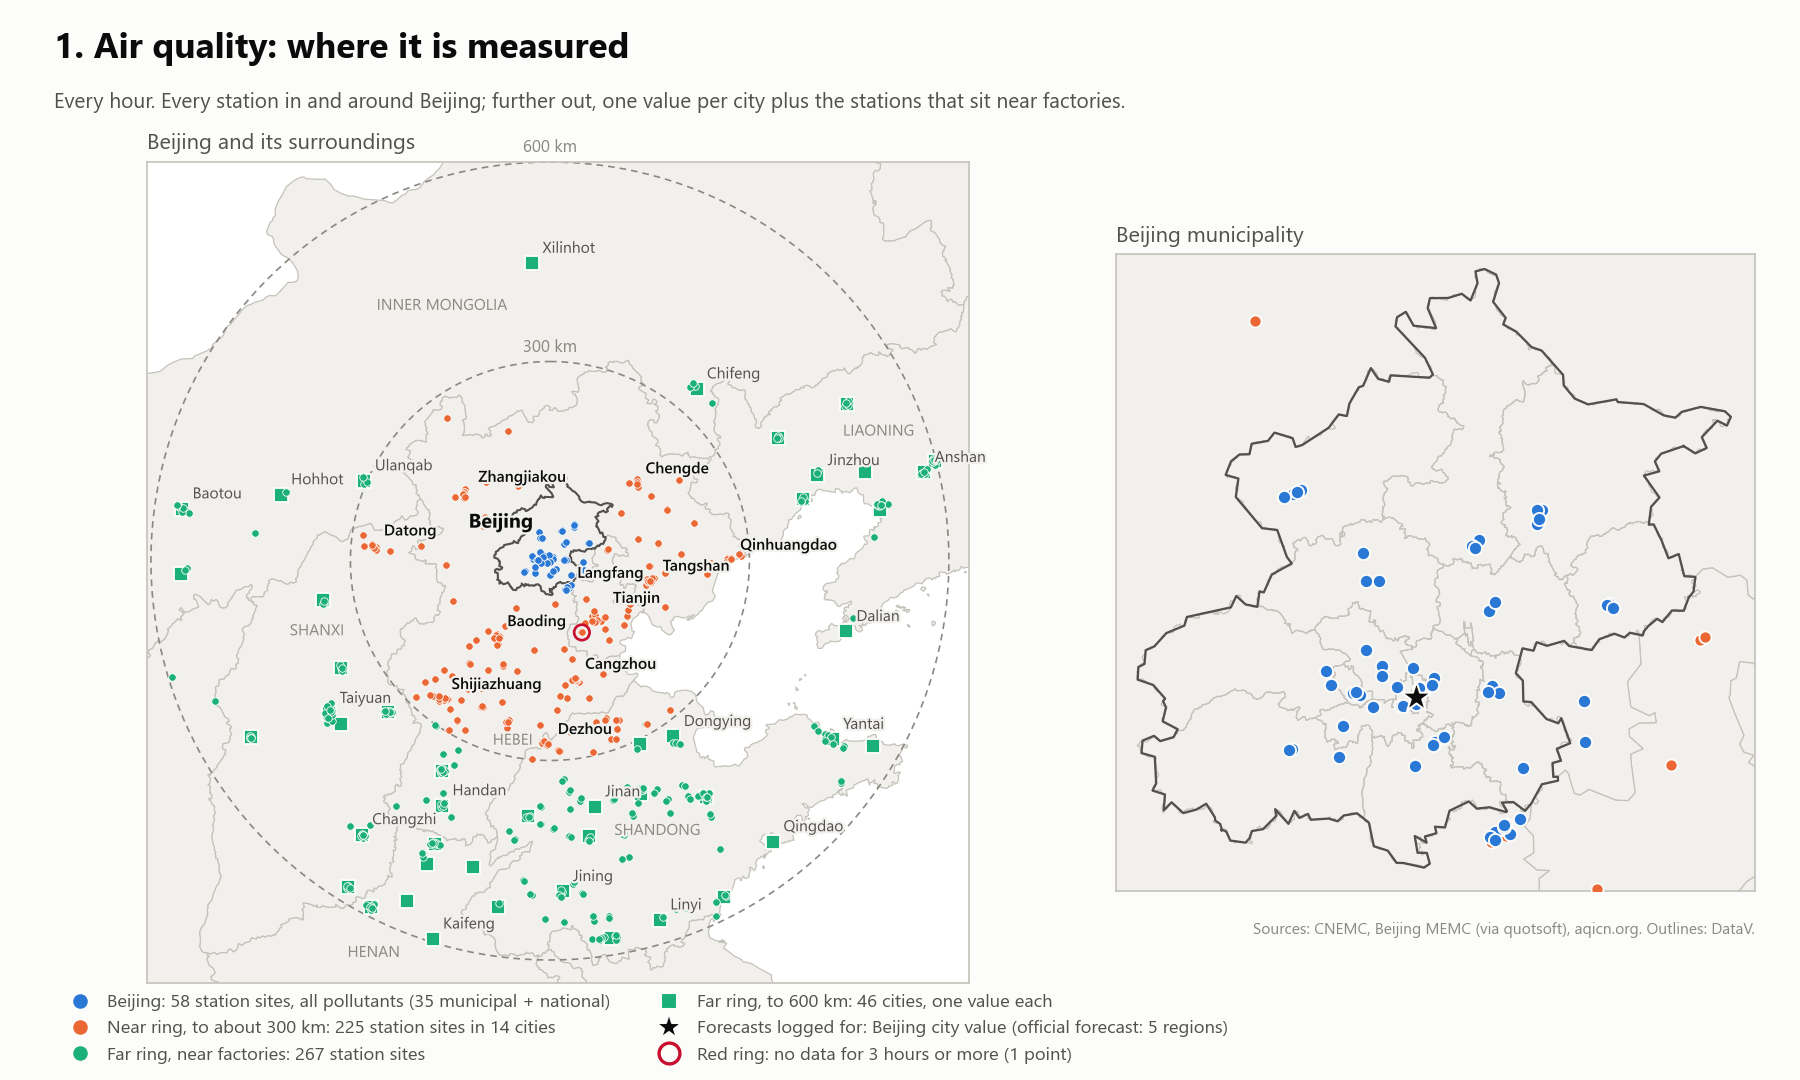 1. Air quality: where it is measured
Every hour. Every station in and around Beijing; further out, one value per city plus the stations that sit near factories.
Beijing and its surroundings
600 km
Xilinhot
INNER MONGOLIA
300 km
Chifeng
LIAONING
Ulanqab
Zhangjiakou
Chengde
Jinzhou
Anshan
Baotou
Hohhot
Beijing
Datong
Qinhuangdao
Langfang
Tangshan
Tianjin
SHANXI
Baoding
Dalian
Cangzhou
Shijiazhuang
Taiyuan
Dezhou
Dongying
Yantai
HEBEI
Handan
Jinan
Changzhi
SHANDONG
Qingdao
Jining
Linyi
Kaifeng
HENAN
Beijing municipality
Sources: CNEMC, Beijing MEMC (via quotsoft), aqicn.org. Outlines: DataV.
Beijing: 58 station sites, all pollutants (35 municipal + national)
Near ring, to about 300 km: 225 station sites in 14 cities
Far ring, near factories: 267 station sites
Far ring, to 600 km: 46 cities, one value each
Forecasts logged for: Beijing city value (official forecast: 5 regions)
Red ring: no data for 3 hours or more (1 point)